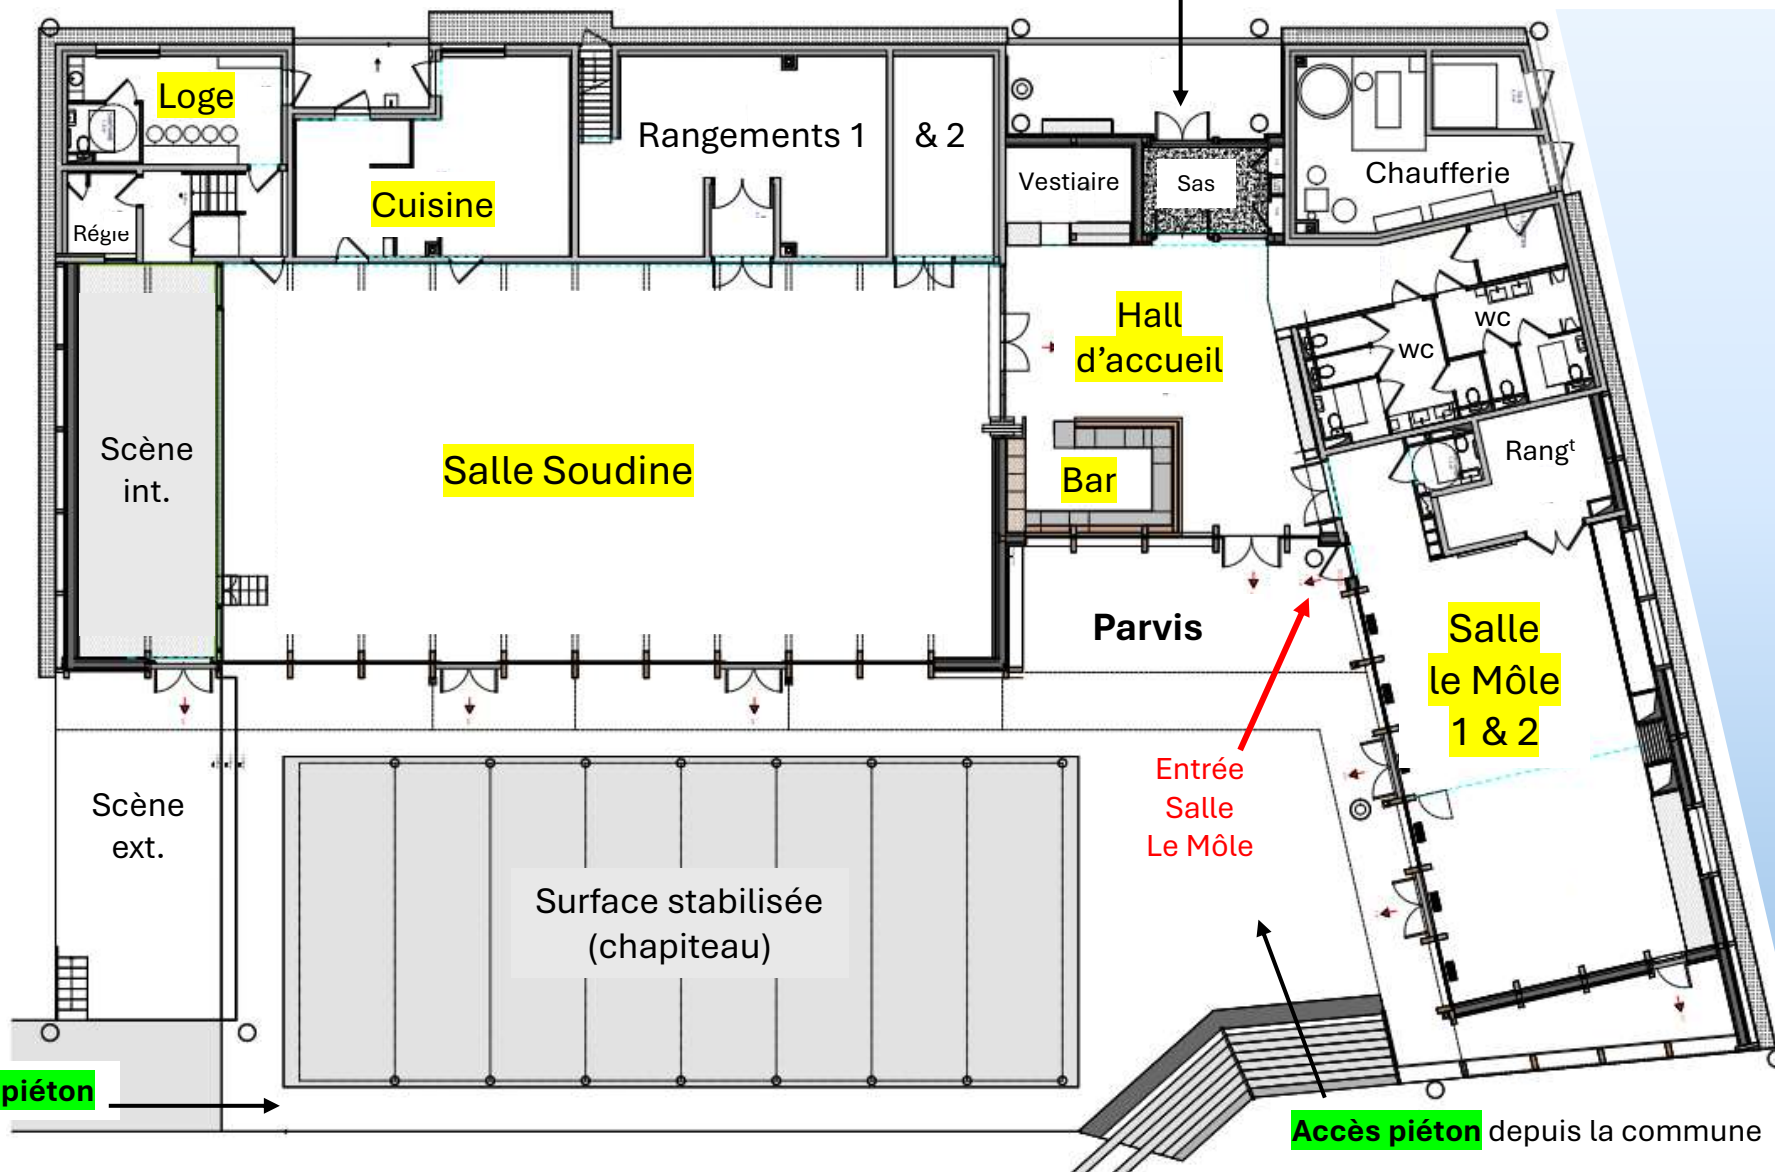 Loge
Rangements 1
& 2
Vestiaire
Sas
Chaufferie
Cuisine
Régie
Hall
d’accueil
wc
wc
Scène
int.
Salle Soudine
Bar
Rangᵗ
Parvis
Salle
le Môle
1 & 2
Entrée
Salle
Le Môle
Scène
ext.
Surface stabilisée
(chapiteau)
piéton
Accès piéton depuis la commune